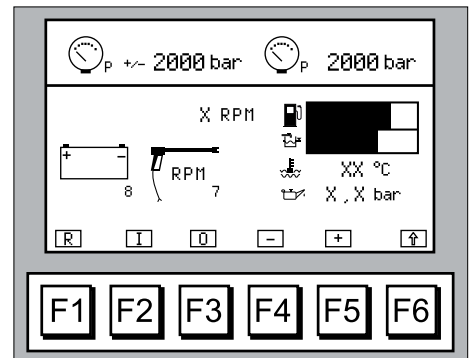 P +/- 2000 bar P 2000 bar
X RPM
+ -
RPM
XX °C
8 7
X,X bar
R I O - + ⇧
F1 F2 F3 F4 F5 F6